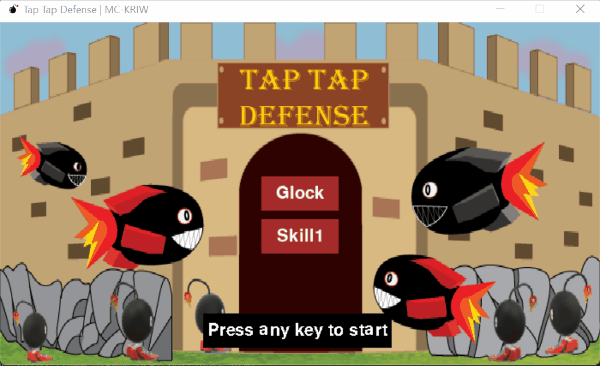 Tap Tap Defense | MC-KRIW
TAP TAP
DEFENSE
Glock
Skill1
Press any key to start